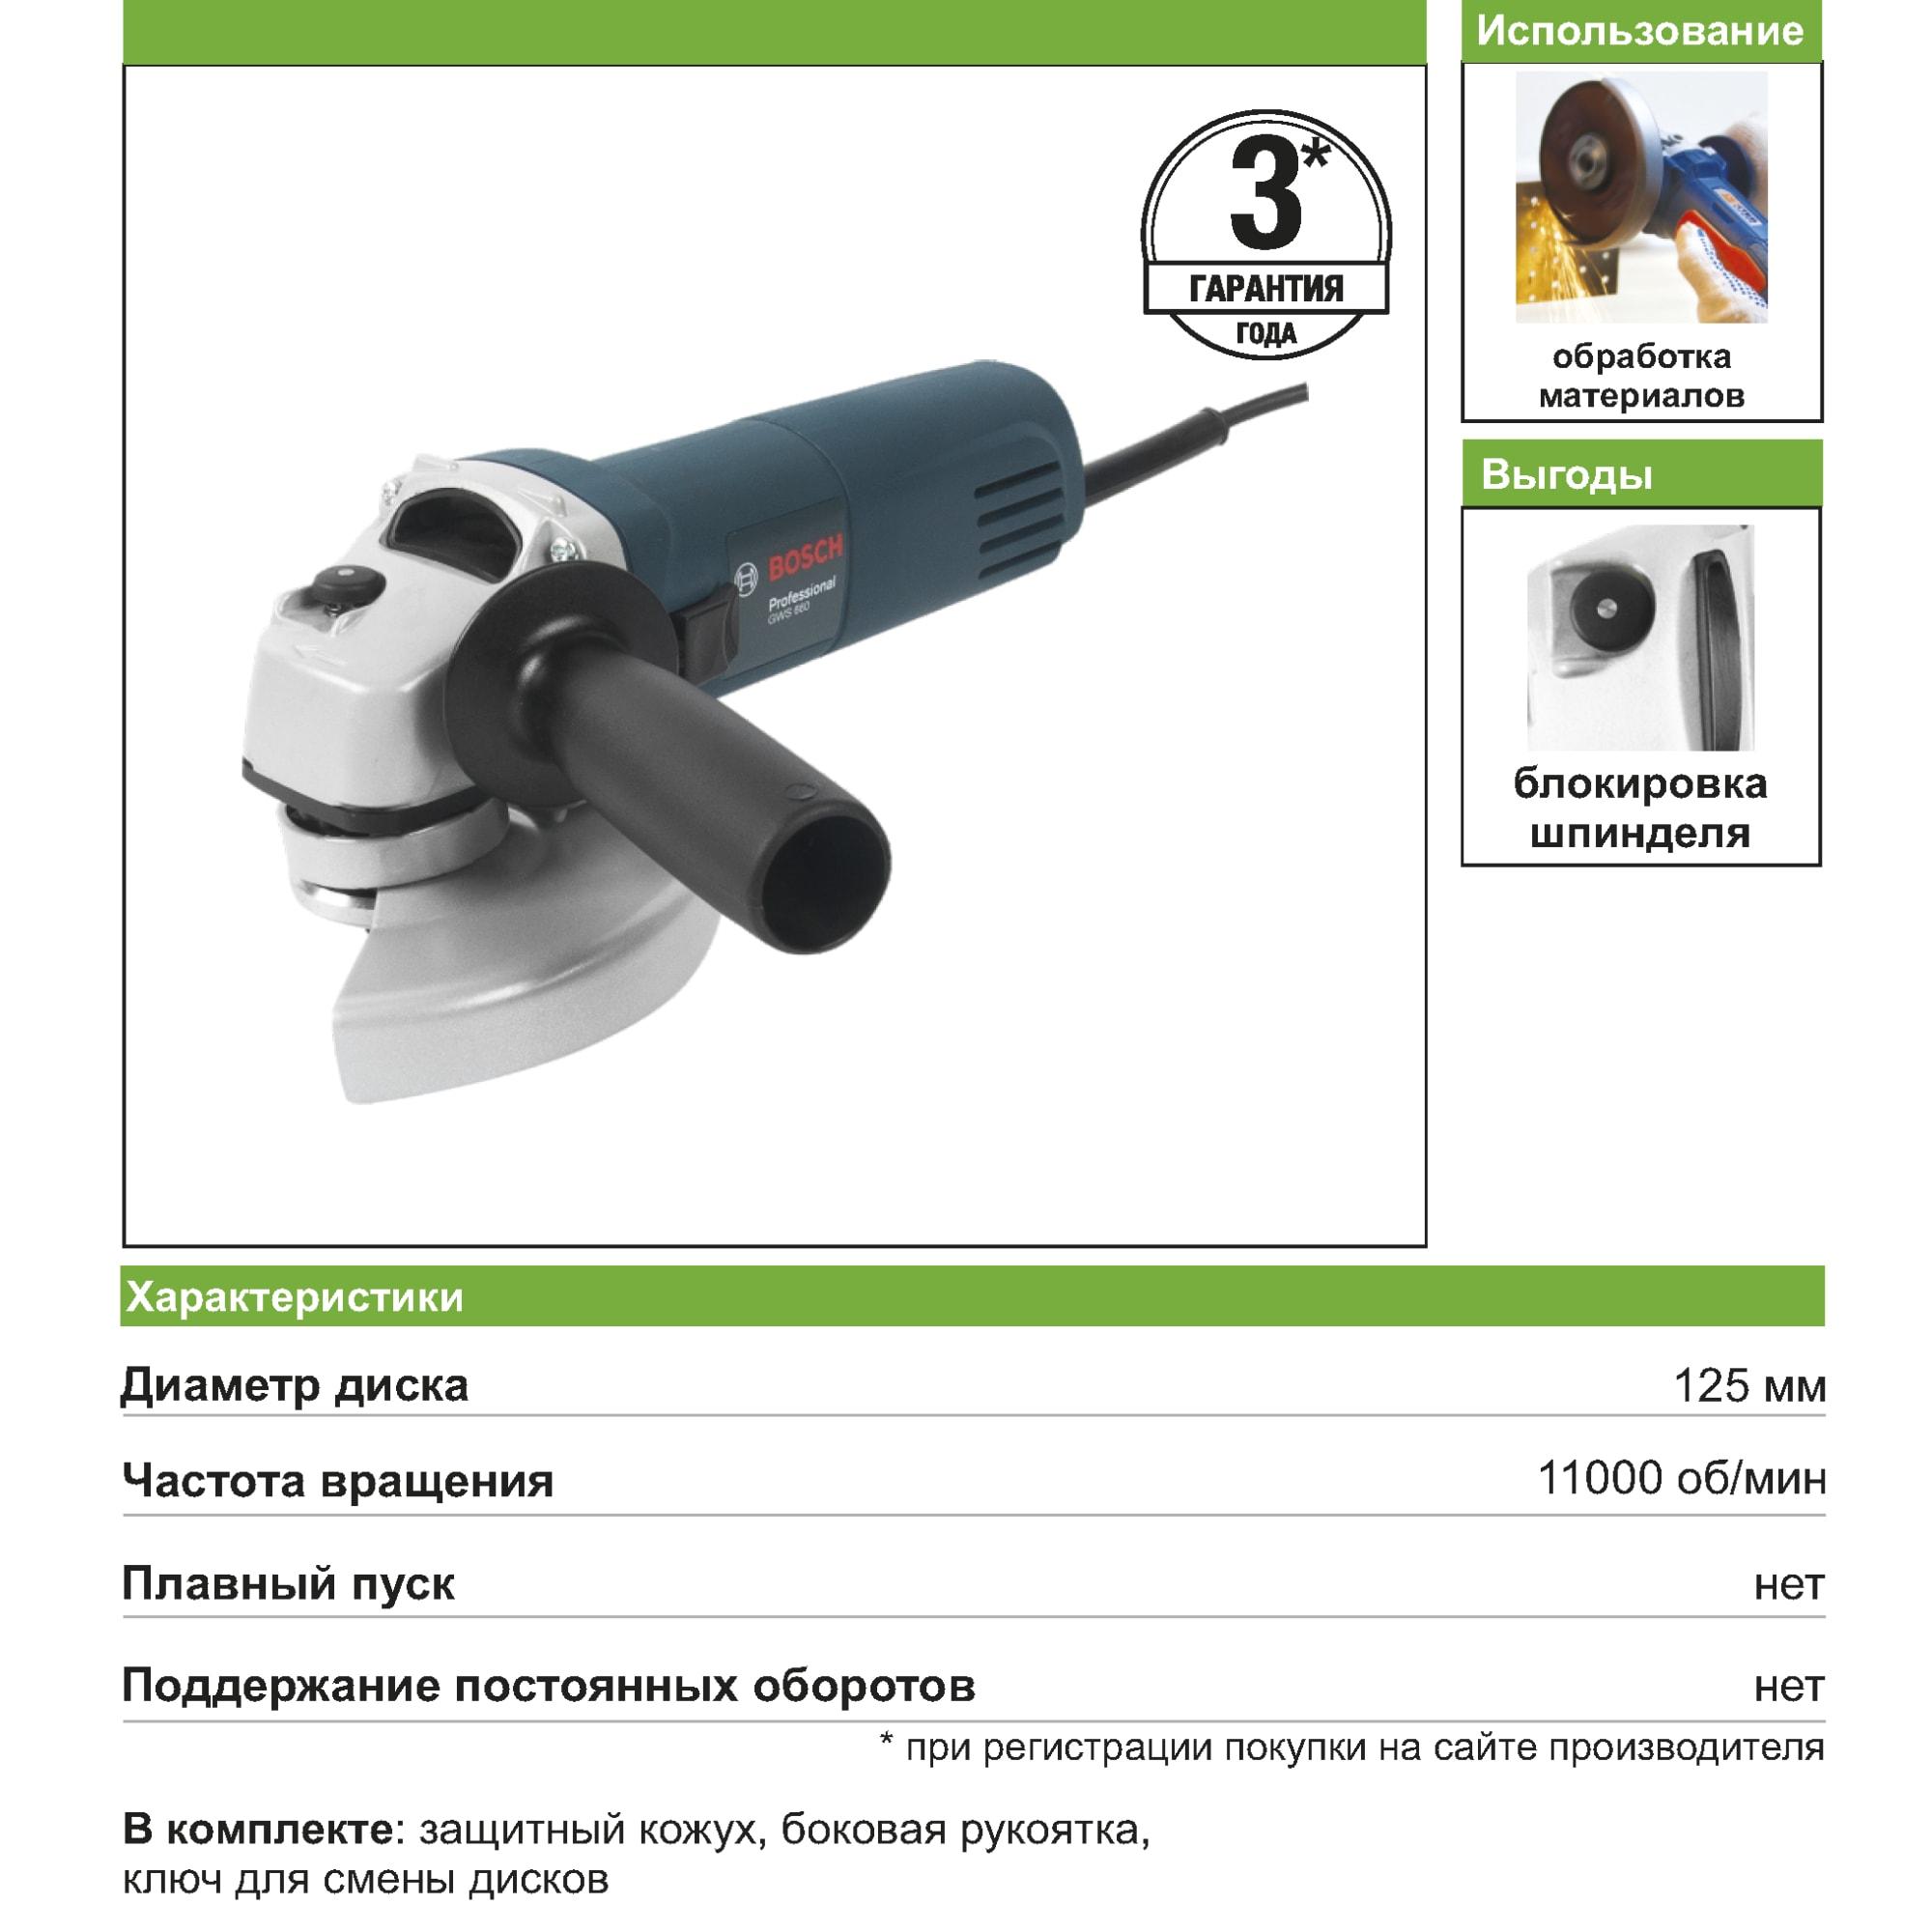 Использование
3*
ГАРАНТИЯ
ГОДА
обработка
материалов
BOSCH
Professional
GWS 660
Выгоды
блокировка
шпинделя
Характеристики
Диаметр диска 125 мм
Частота вращения 11000 об/мин
Плавный пуск нет
Поддержание постоянных оборотов нет
* при регистрации покупки на сайте производителя
В комплекте: защитный кожух, боковая рукоятка,
ключ для смены дисков